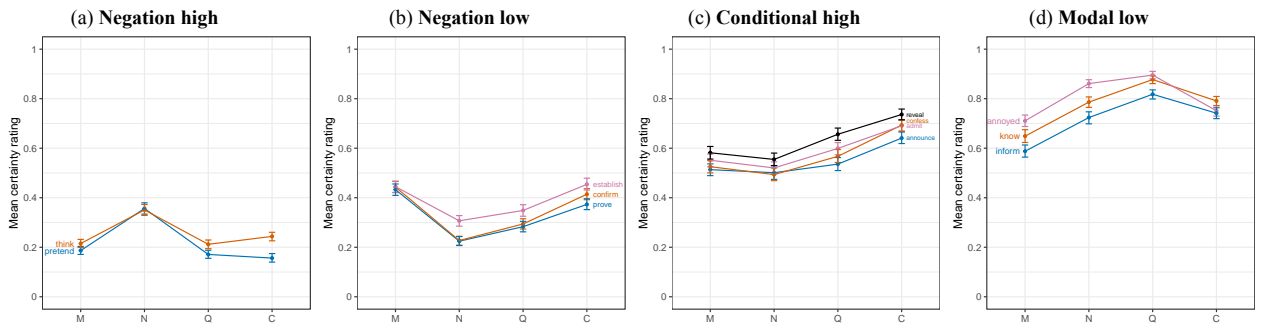 (a) Negation high
Mean certainty rating
1
0.8
0.6
0.4
0.2
0
think
pretend
M N Q C
(b) Negation low
Mean certainty rating
1
0.8
0.6
0.4
0.2
0
establish
confirm
prove
M N Q C
(c) Conditional high
Mean certainty rating
1
0.8
0.6
0.4
0.2
0
reveal
confess
admit
announce
M N Q C
(d) Modal low
Mean certainty rating
1
0.8
0.6
0.4
0.2
0
annoyed
know
inform
M N Q C